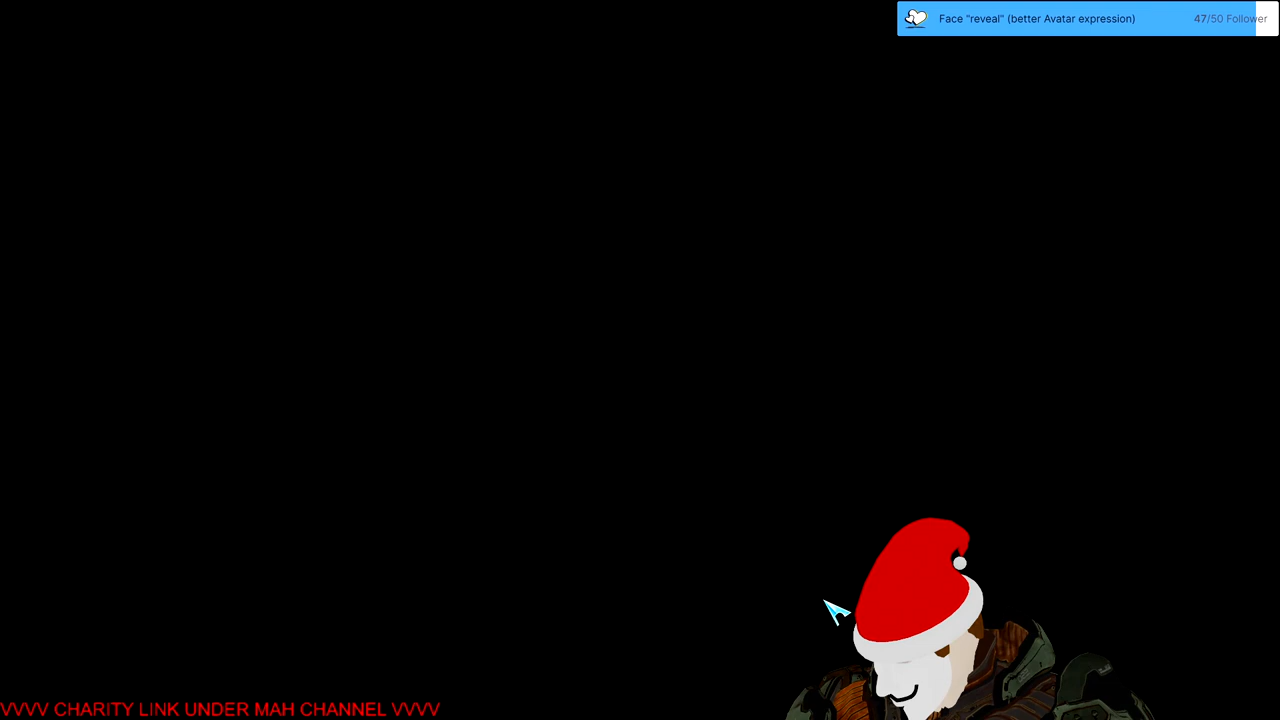 Face "reveal" (better Avatar expression) 47/50 Follower
VVVV CHARITY LINK UNDER MAH CHANNEL VVVV